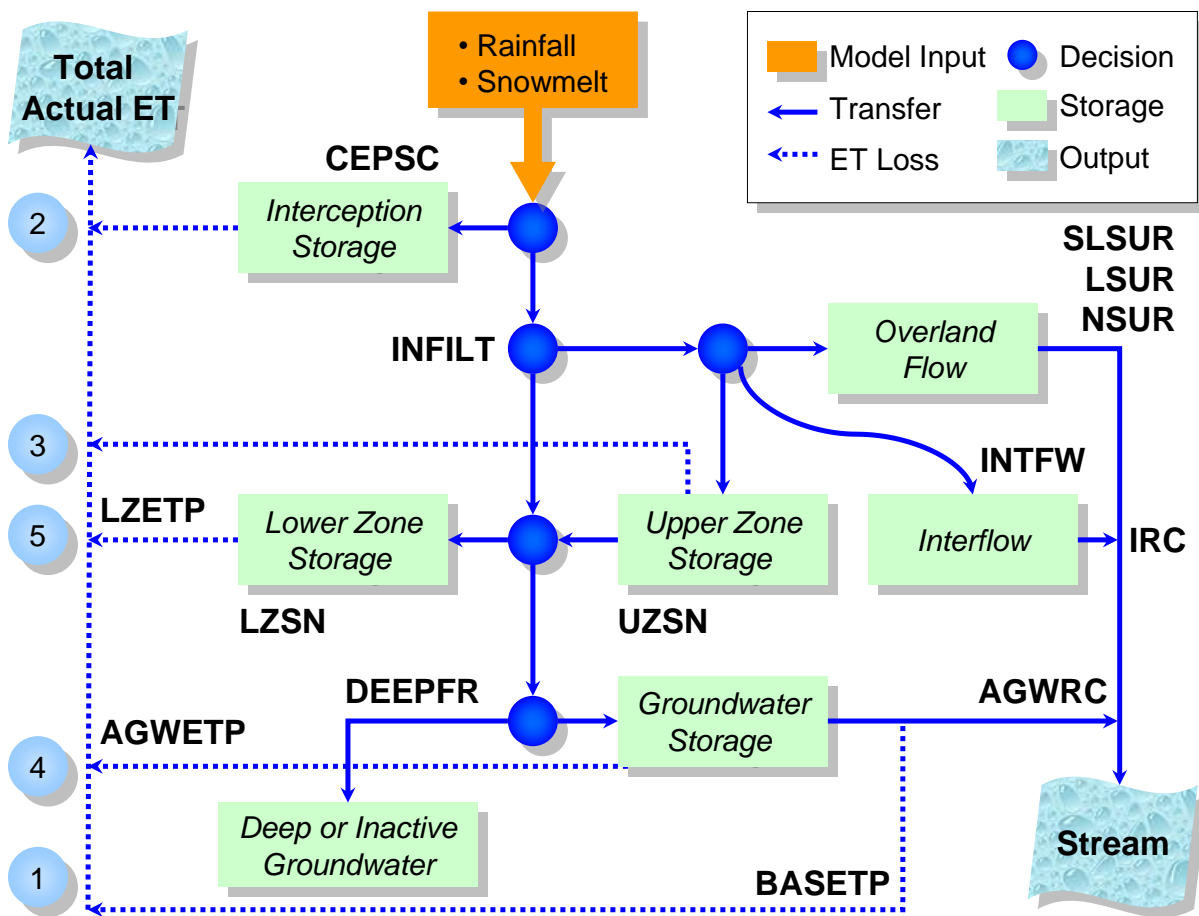 Total
Actual ET
• Rainfall
• Snowmelt
Model Input
Decision
Transfer
Storage
ET Loss
Output
CEPSC
2
Interception
Storage
SLSUR
LSUR
NSUR
INFILT
Overland
Flow
3
INTFW
LZETP
5
Lower Zone
Storage
Upper Zone
Storage
Interflow
IRC
LZSN
UZSN
DEEPFR
Groundwater
Storage
AGWRC
AGWETP
4
Deep or Inactive
Groundwater
Stream
1
BASETP